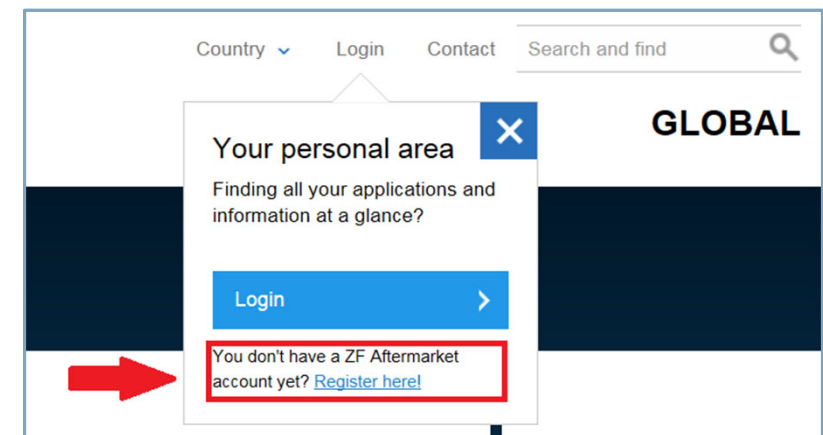 Country Login Contact Search and find
GLOBAL
Your personal area
Finding all your applications and
information at a glance?
Login
You don't have a ZF Aftermarket
account yet? Register here!